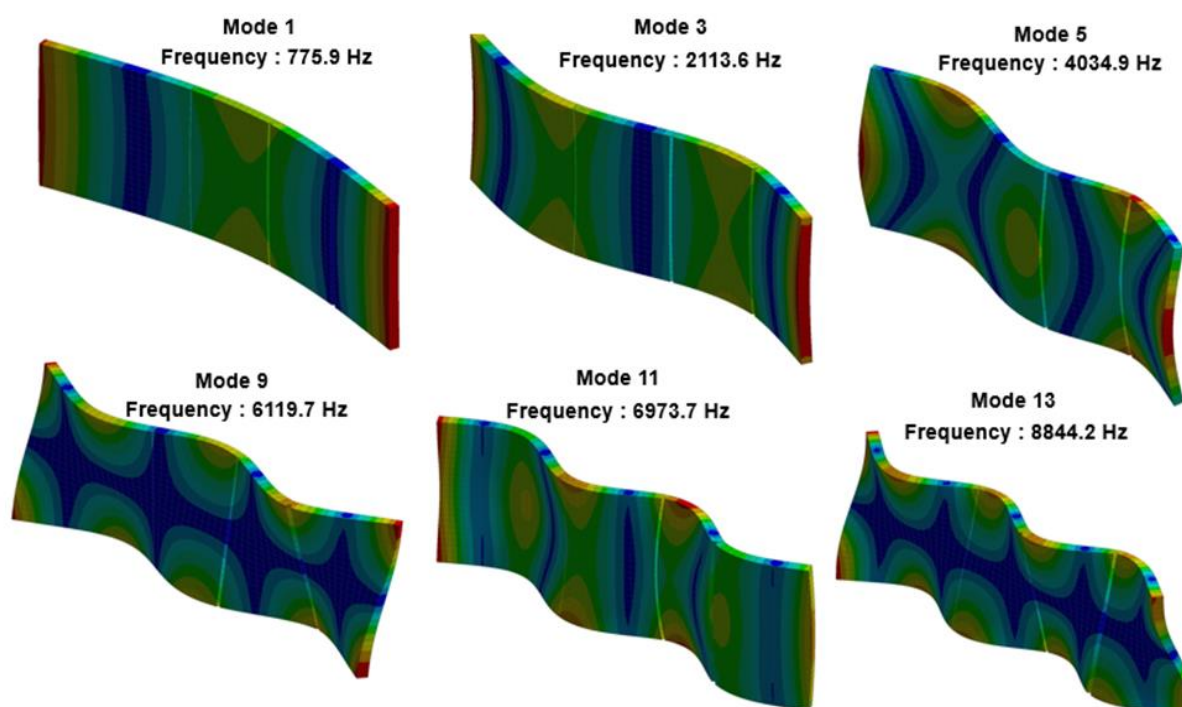 Mode 1
Frequency : 775.9 Hz
Mode 3
Frequency : 2113.6 Hz
Mode 5
Frequency : 4034.9 Hz
Mode 9
Frequency : 6119.7 Hz
Mode 11
Frequency : 6973.7 Hz
Mode 13
Frequency : 8844.2 Hz